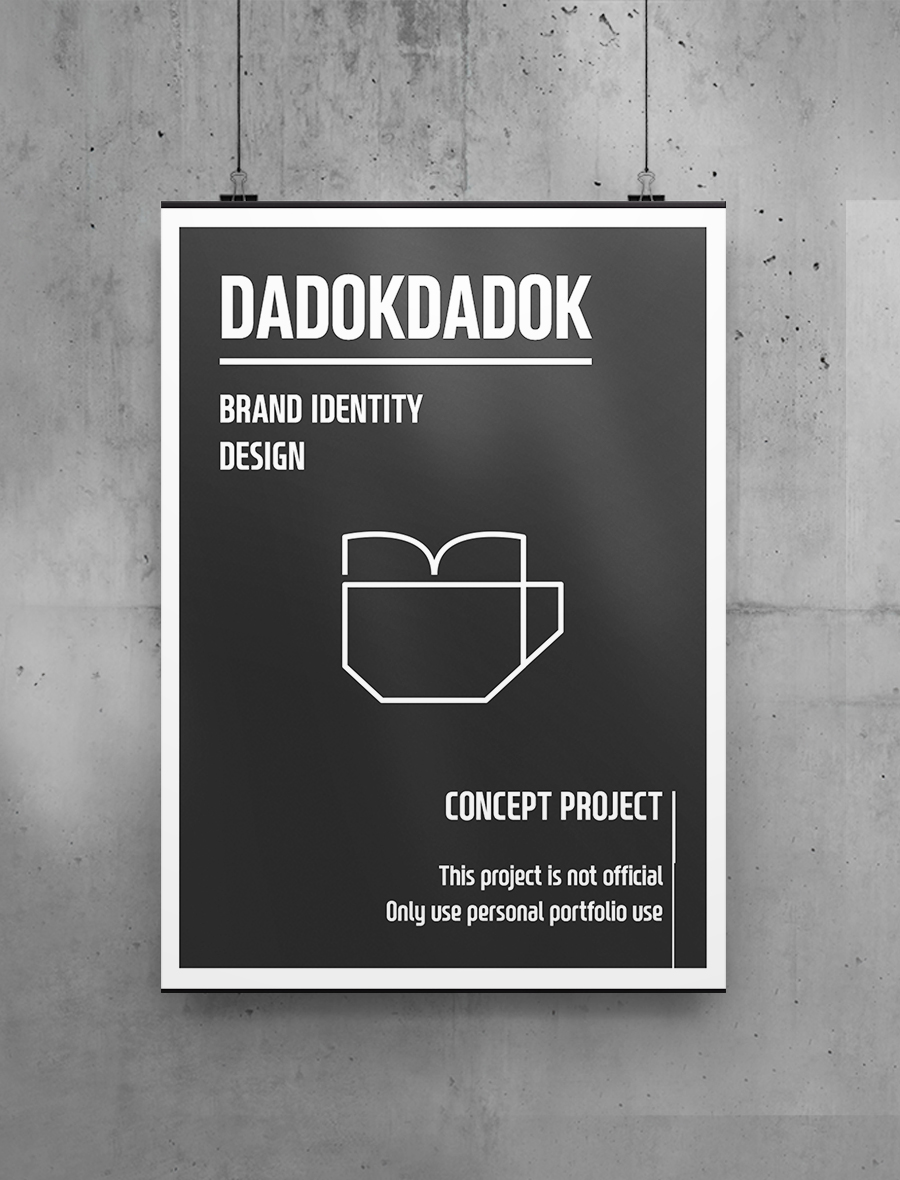 DADOKDADOK
BRAND IDENTITY
DESIGN
CONCEPT PROJECT
This project is not official
Only use personal portfolio use